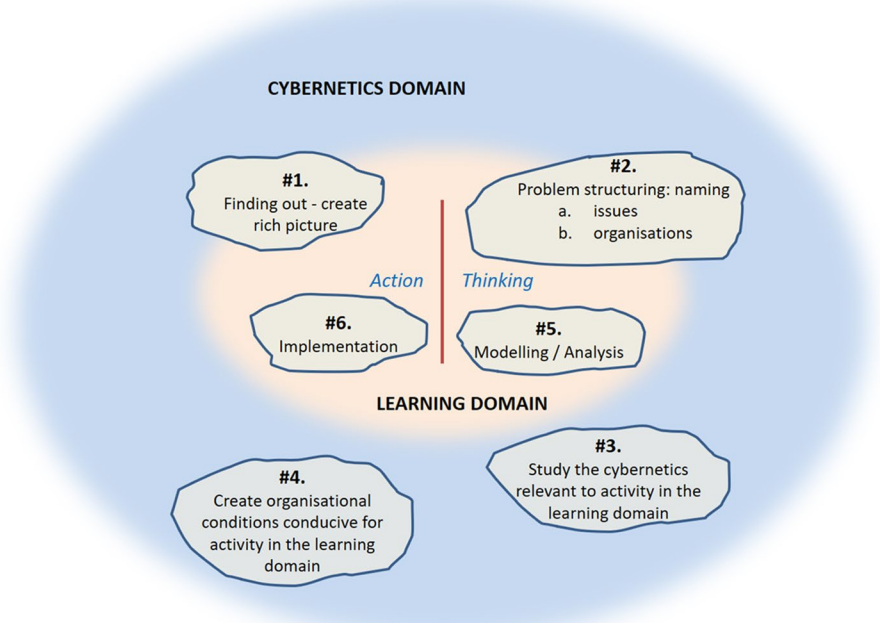 CYBERNETICS DOMAIN
#1.
Finding out - create
rich picture
#2.
Problem structuring: naming
a. issues
b. organisations
Action
Thinking
#6.
Implementation
#5.
Modelling / Analysis
LEARNING DOMAIN
#4.
Create organisational
conditions conducive for
activity in the learning
domain
#3.
Study the cybernetics
relevant to activity in the
learning domain